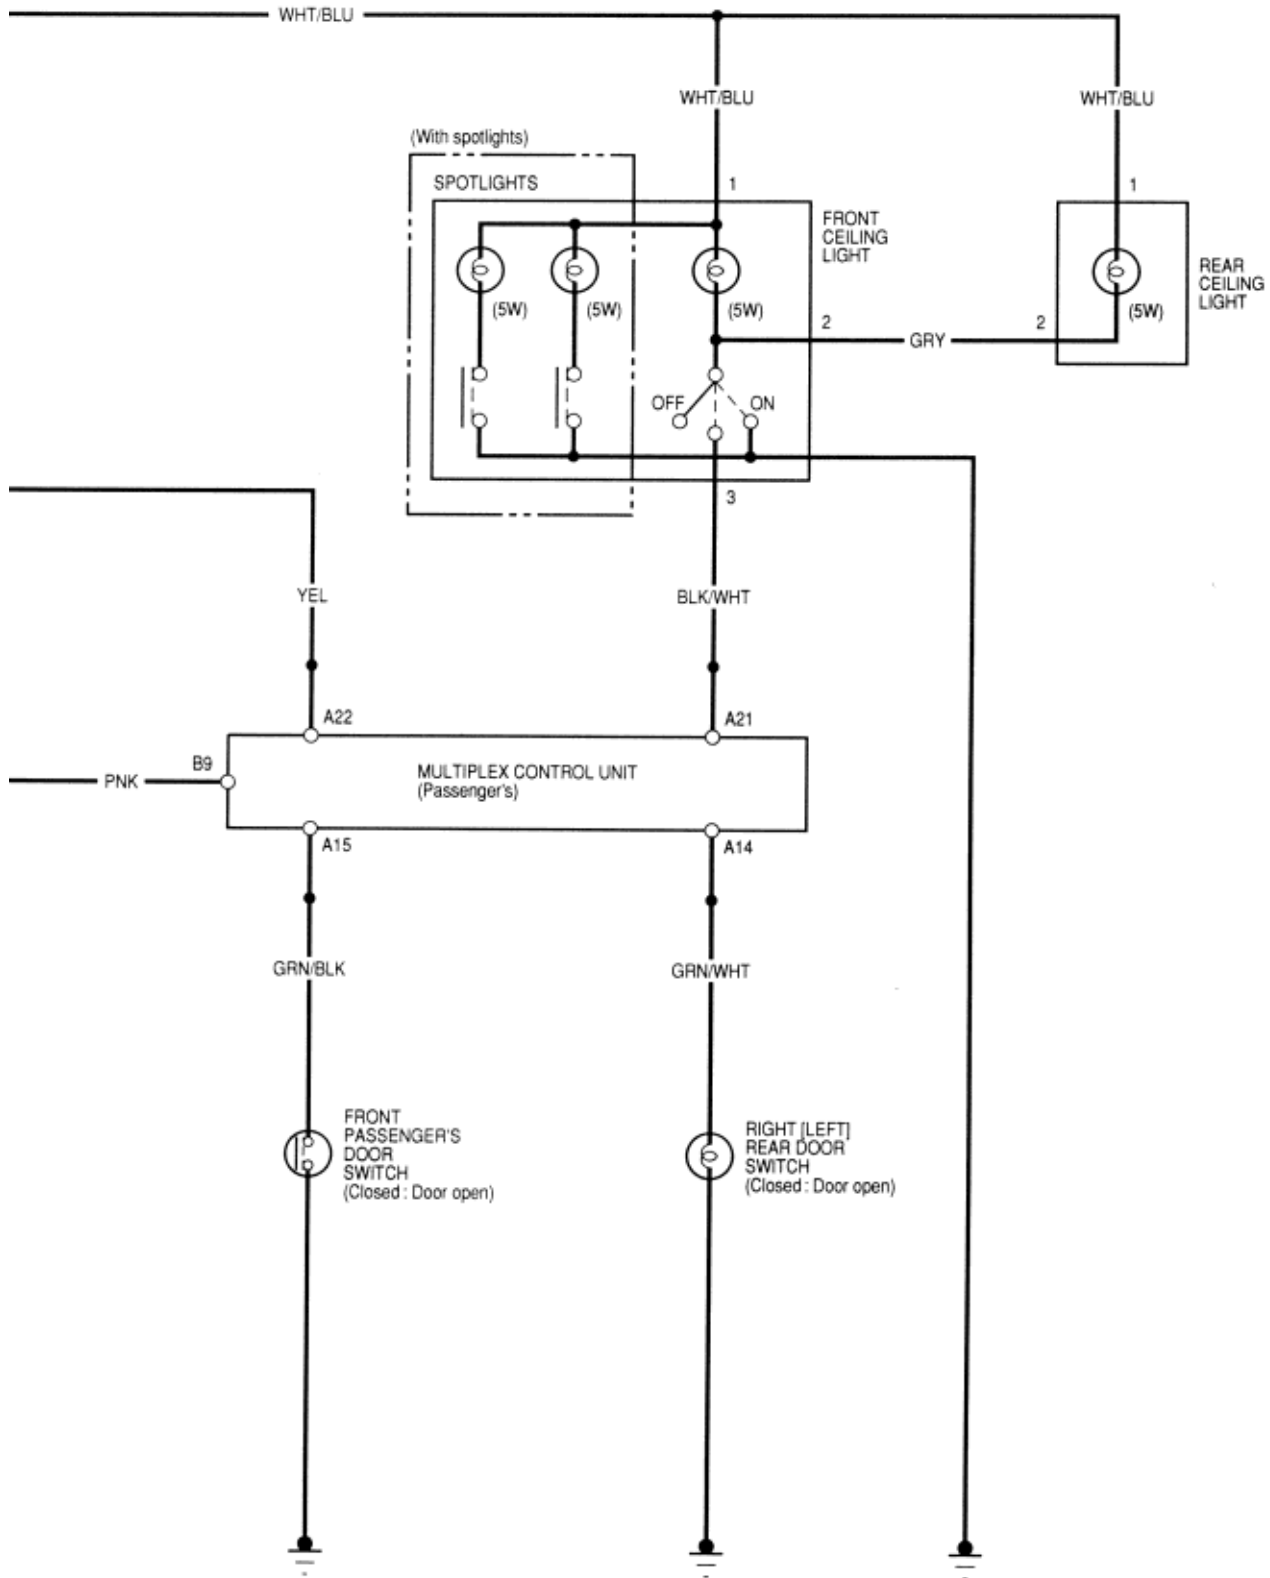 WHT/BLU
WHT/BLU
WHT/BLU
(With spotlights)
SPOTLIGHTS
1
1
FRONT
CEILING
LIGHT
REAR
CEILING
LIGHT
(5W)
(5W)
(5W)
(5W)
2
GRY
2
OFF
ON
3
YEL
BLK/WHT
A22
A21
B9
PNK
MULTIPLEX CONTROL UNIT
(Passenger's)
A15
A14
GRN/BLK
GRN/WHT
FRONT
PASSENGER'S
DOOR
SWITCH
(Closed : Door open)
RIGHT [LEFT]
REAR DOOR
SWITCH
(Closed : Door open)